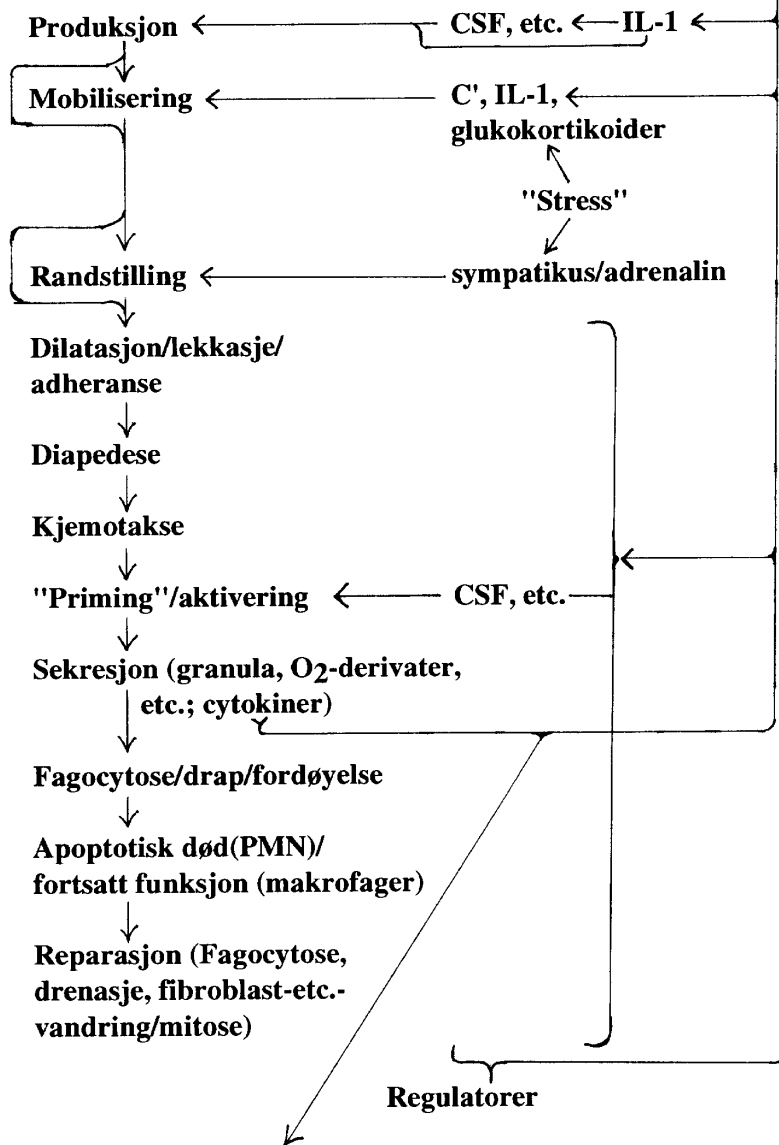 Produksjon CSF, etc. IL-1
Mobilisering C', IL-1,
glukokortikoider
"Stress"
Randstilling sympatikus/adrenalin
Dilatasjon/lekkasje/
adheranse
Diapedese
Kjemotakse
"Priming"/aktivering CSF, etc.
Sekresjon (granula, O2-derivater,
etc.; cytokiner)
Fagocytose/drap/fordøyelse
Apoptotisk død(PMN)/
fortsatt funksjon (makrofager)
Reparasjon (Fagocytose,
drenasje, fibroblast-etc.-
vandring/mitose)
Regulatorer